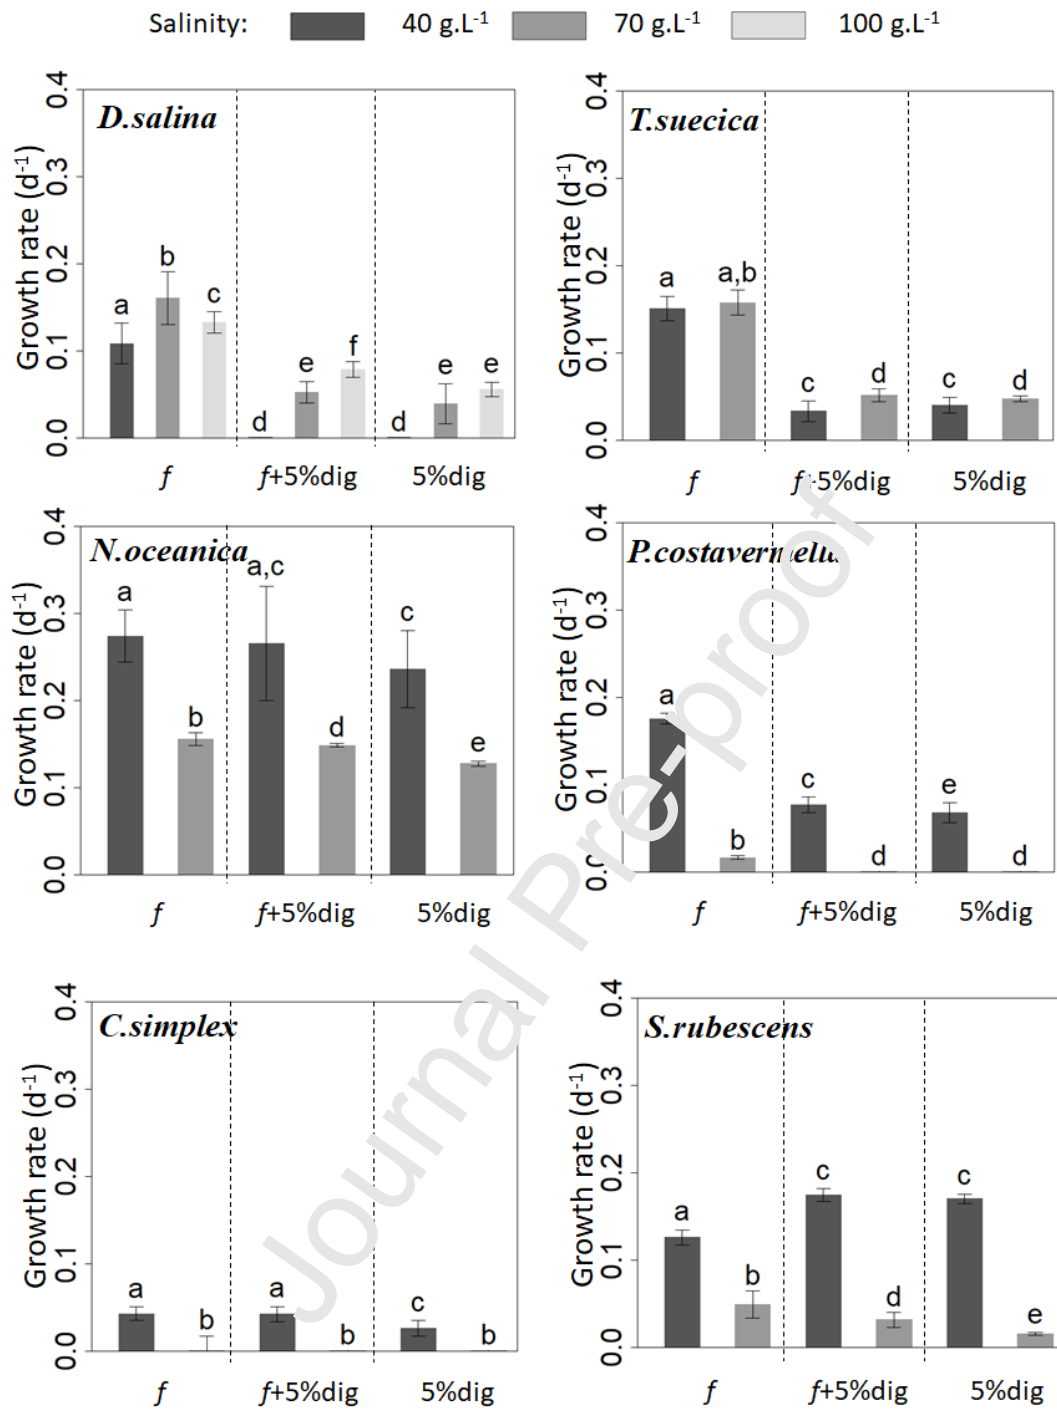 Salinity: 40 g.L-1 70 g.L-1 100 g.L-1
D.salina
Growth rate (d-1)
0.4
0.3
0.2
0.1
0.0
a b c d e f d e e
f f+5%dig 5%dig
T.suecica
Growth rate (d-1)
0.4
0.3
0.2
0.1
0.0
a a,b c d c d
f f+5%dig 5%dig
N.oceanica
Growth rate (d-1)
0.4
0.3
0.2
0.1
0.0
a b a,c d c e
f f+5%dig 5%dig
P.costavermella
Growth rate (d-1)
0.4
0.3
0.2
0.1
0.0
a b c d e d
f f+5%dig 5%dig
C.simplex
Growth rate (d-1)
0.4
0.3
0.2
0.1
0.0
a b a b c b
f f+5%dig 5%dig
S.rubescens
Growth rate (d-1)
0.4
0.3
0.2
0.1
0.0
a b c d c e
f f+5%dig 5%dig
Journal Pre-proof